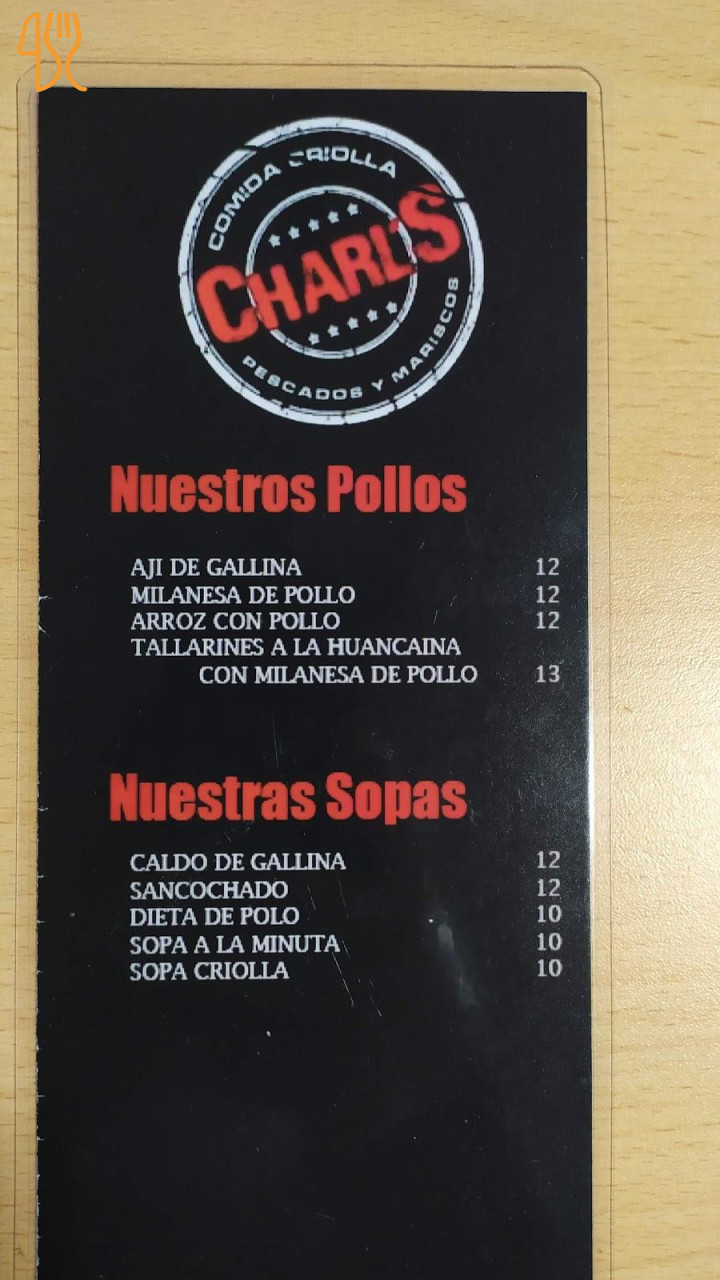 COMIDA CRIOLLA
CHARL'S
PESCADOS Y MARISCOS
Nuestros Pollos
AJI DE GALLINA 12
MILANESA DE POLLO 12
ARROZ CON POLLO 12
TALLARINES A LA HUANCAINA
CON MILANESA DE POLLO 13
Nuestras Sopas
CALDO DE GALLINA 12
SANCOCHADO 12
DIETA DE POLO 10
SOPA A LA MINUTA 10
SOPA CRIOLLA 10